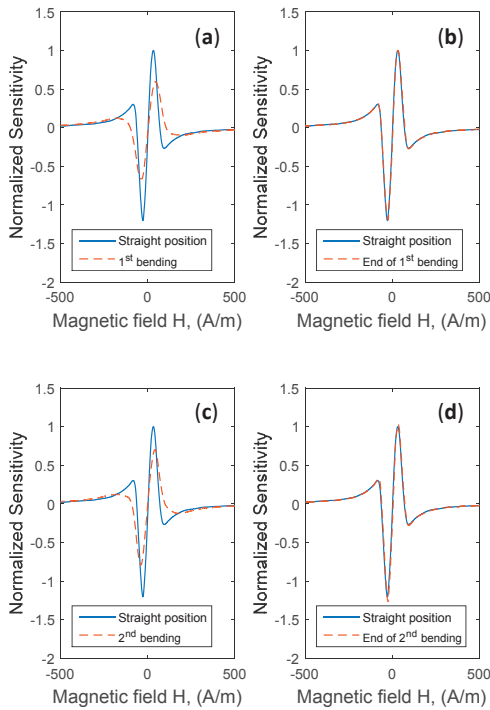 1.5
(a)
1
0.5
0
-0.5
-1
-1.5
-2
Normalized Sensitivity
Straight position
1st bending
-500
0
500
Magnetic field H, (A/m)
1.5
(b)
1
0.5
0
-0.5
-1
-1.5
-2
Normalized Sensitivity
Straight position
End of 1st bending
-500
0
500
Magnetic field H, (A/m)
1.5
(c)
1
0.5
0
-0.5
-1
-1.5
-2
Normalized Sensitivity
Straight position
2nd bending
-500
0
500
Magnetic field H, (A/m)
1.5
(d)
1
0.5
0
-0.5
-1
-1.5
-2
Normalized Sensitivity
Straight position
End of 2nd bending
-500
0
500
Magnetic field H, (A/m)